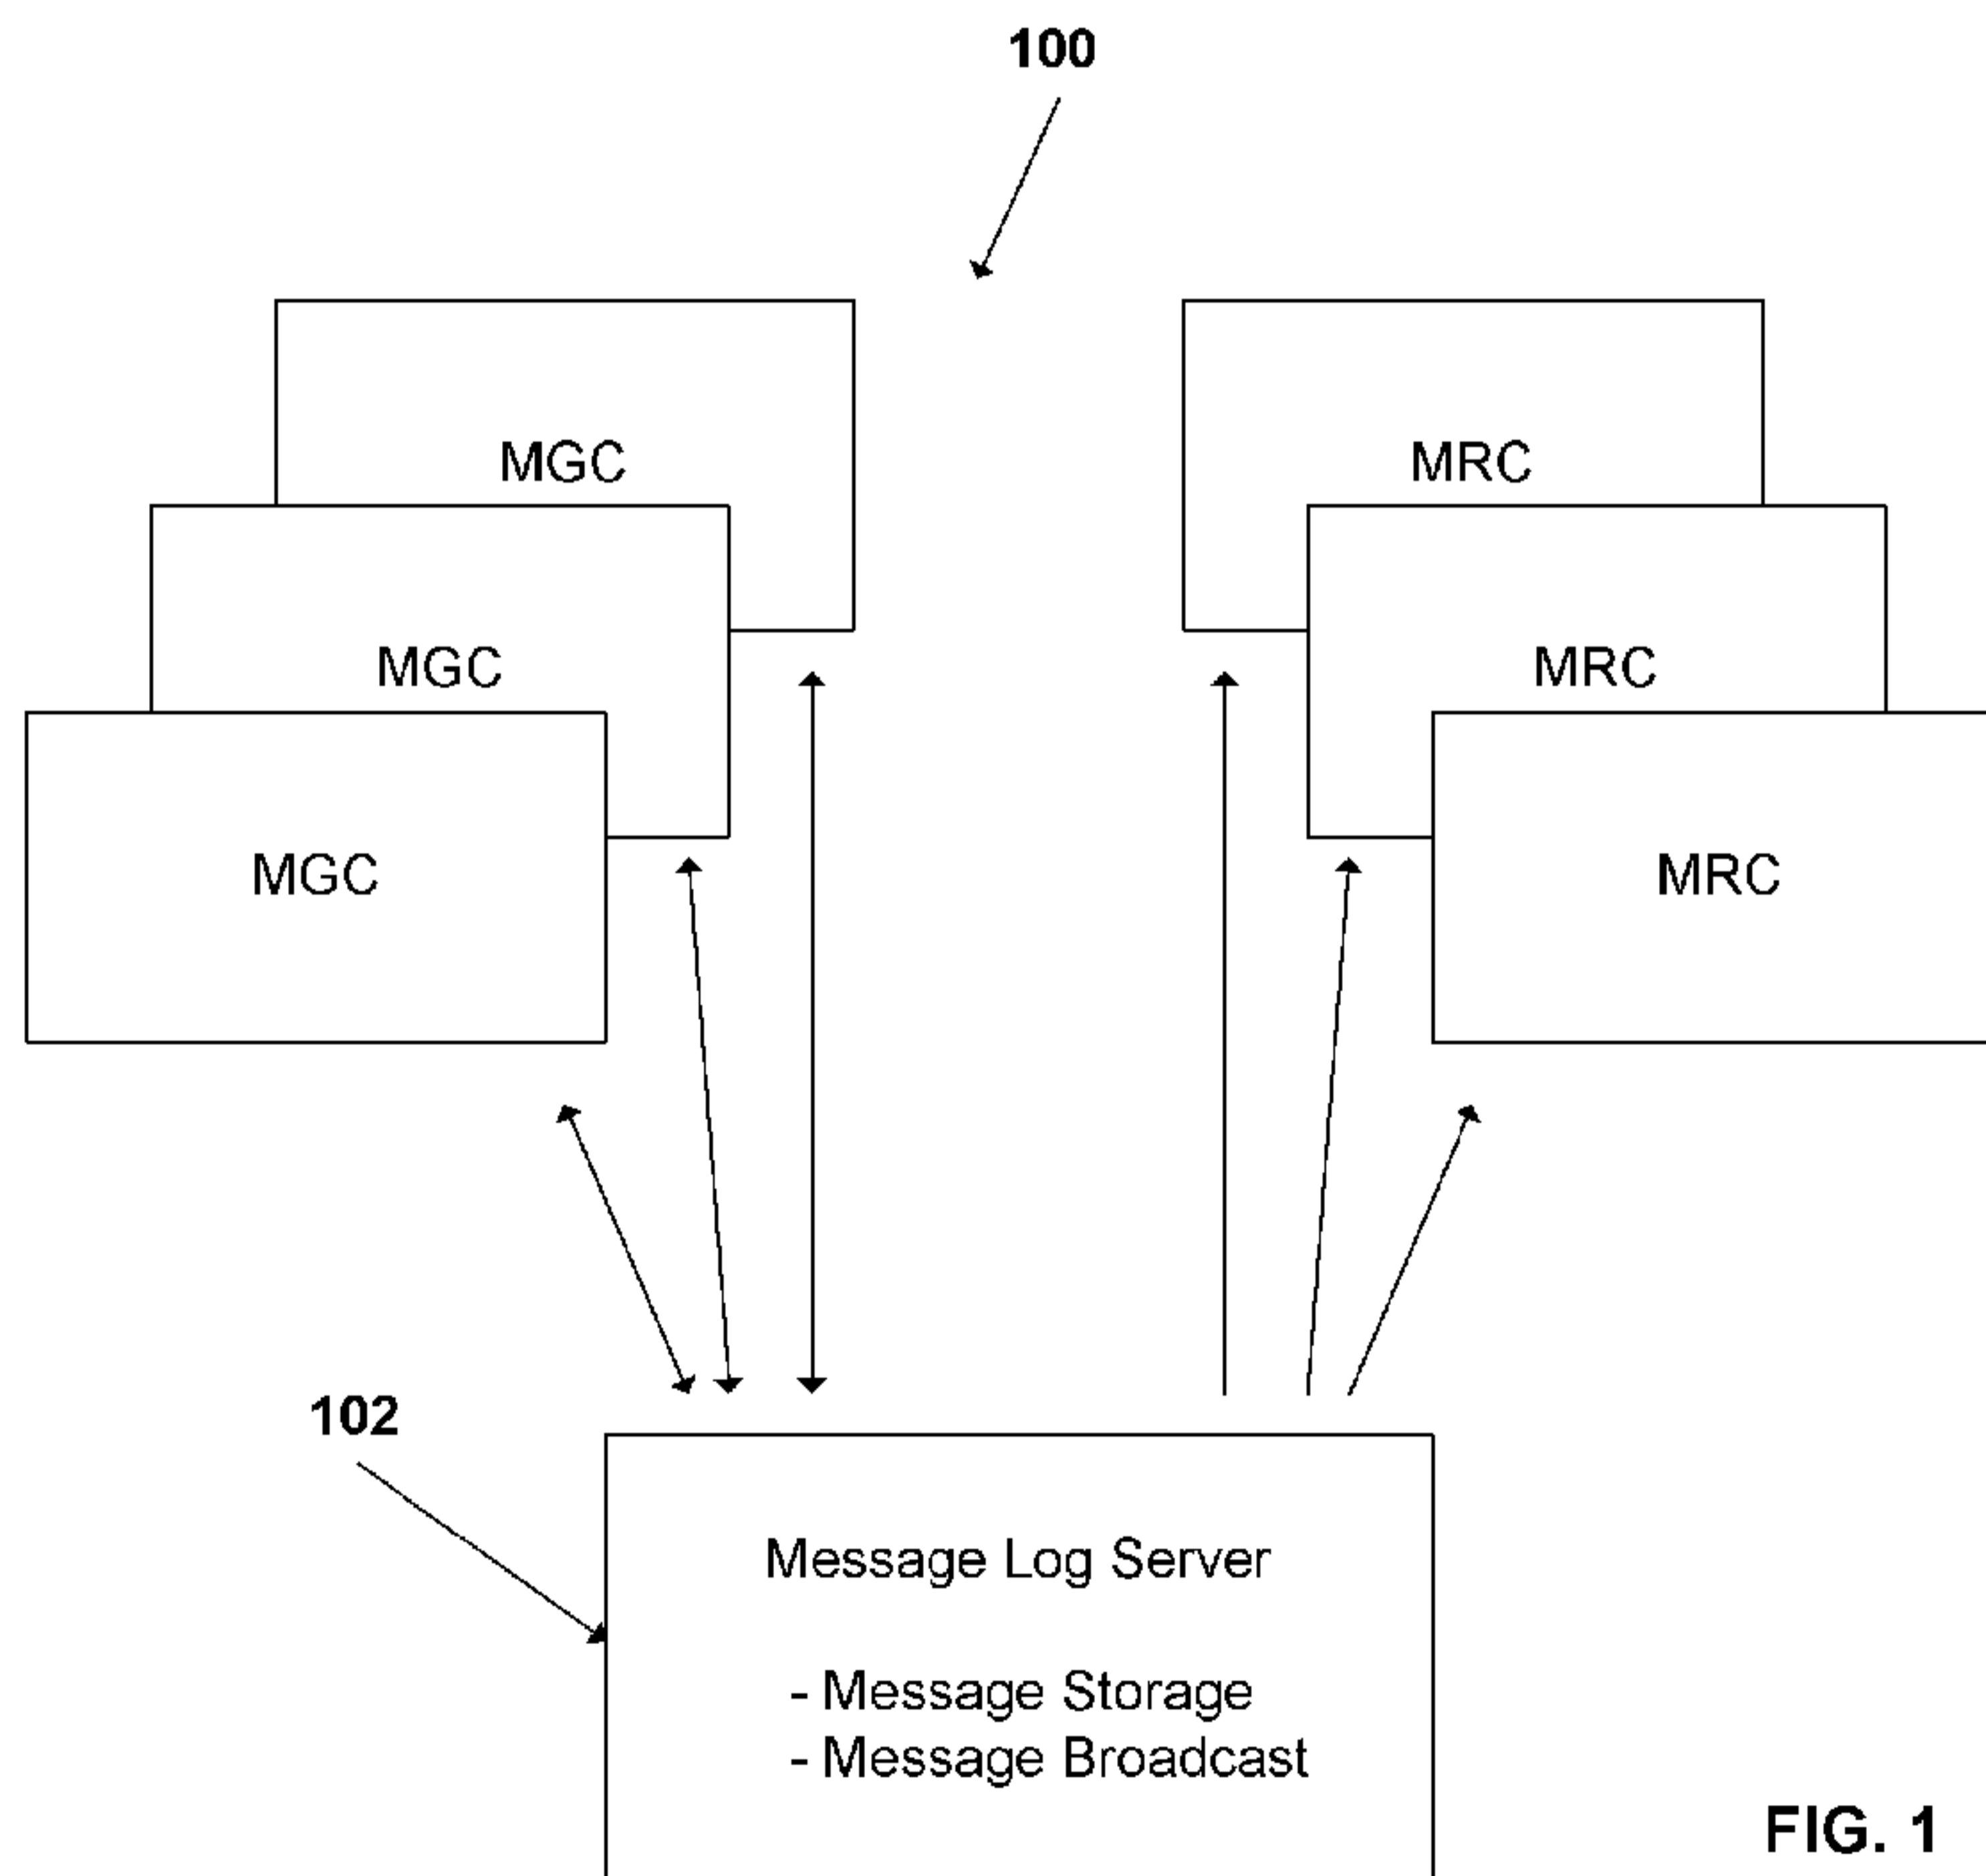 100
MGC
MRC
MGC
MRC
MGC
MRC
102
Message Log Server
- Message Storage
- Message Broadcast
FIG. 1